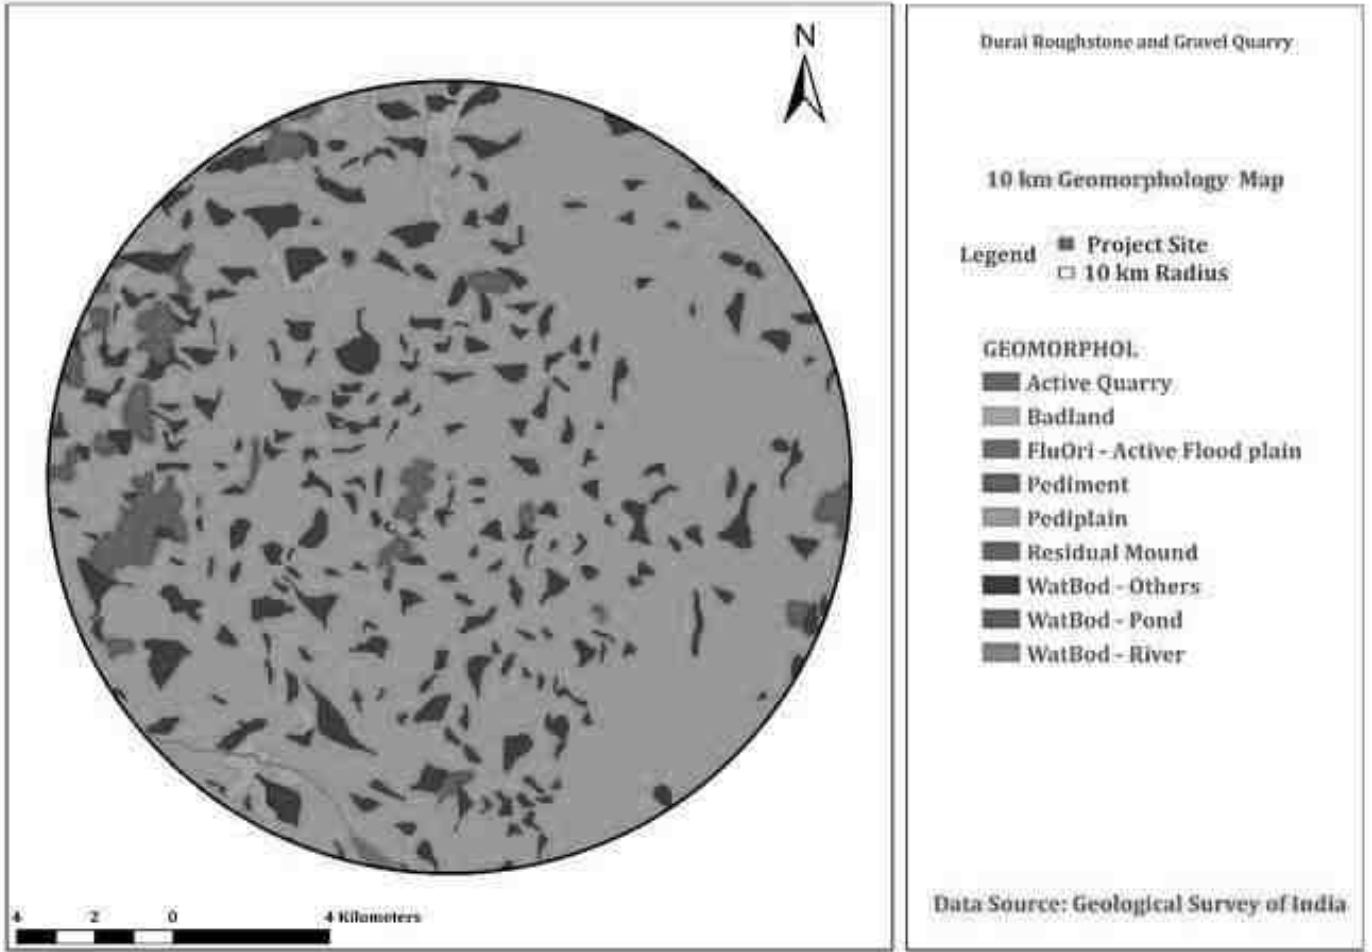 N
Durai Roughstone and Gravel Quarry
10 km Geomorphology Map
Legend
Project Site
10 km Radius
GEOMORPHOL
Active Quarry
Badland
FluOri - Active Flood plain
Pediment
Pediplain
Residual Mound
WatBod - Others
WatBod - Pond
WatBod - River
4 2 0 4 Kilometers
Data Source: Geological Survey of India